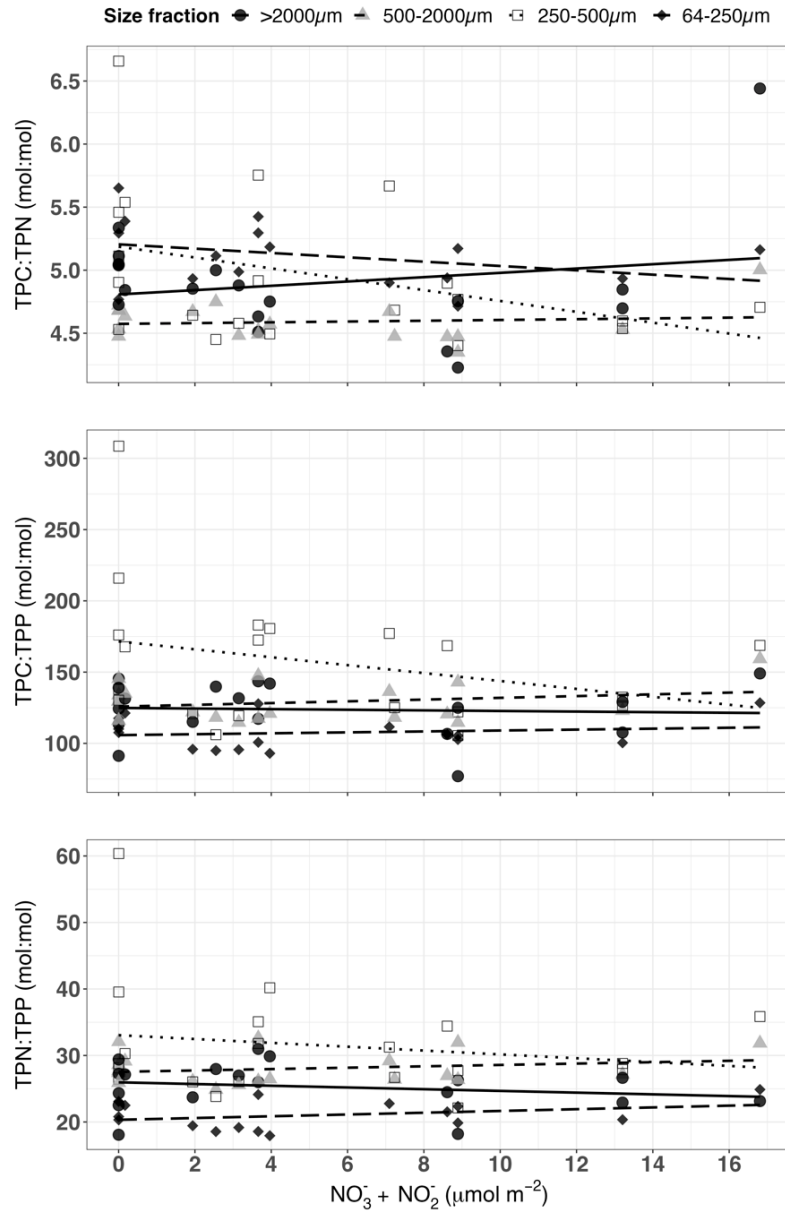 Size fraction >2000µm 500-2000µm 250-500µm 64-250µm
TPC:TPN (mol:mol)
6.5
6.0
5.5
5.0
4.5
TPC:TPP (mol:mol)
300
250
200
150
100
TPN:TPP (mol:mol)
60
50
40
30
20
0 2 4 6 8 10 12 14 16
NO₃⁻ + NO₂⁻ (µmol m⁻²)